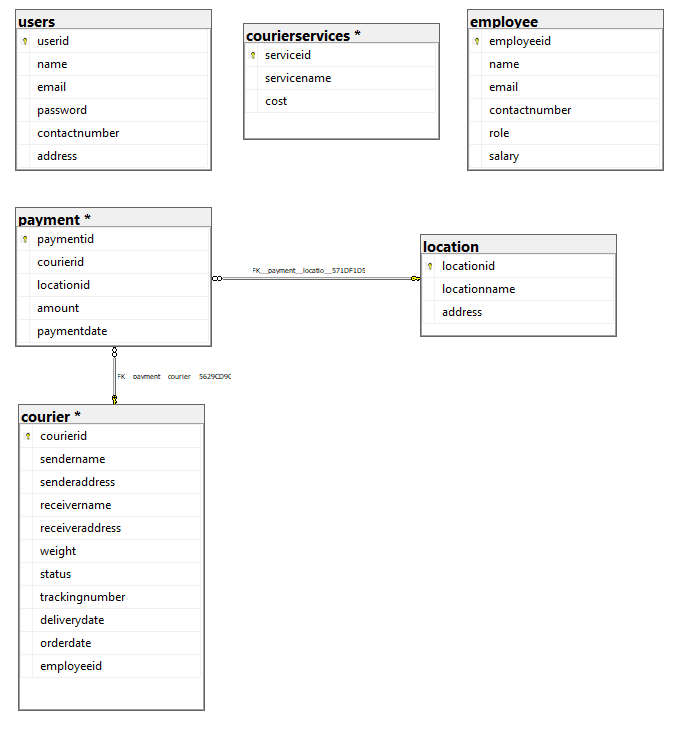 users
userid
name
email
password
contactnumber
address
courierservices *
serviceid
servicename
cost
employee
employeeid
name
email
contactnumber
role
salary
payment *
paymentid
courierid
locationid
amount
paymentdate
FK__payment__locatio__571DF1D5
location
locationid
locationname
address
FK__payment__courier__5629CD9C
courier *
courierid
sendername
senderaddress
receivername
receiveraddress
weight
status
trackingnumber
deliverydate
orderdate
employeeid